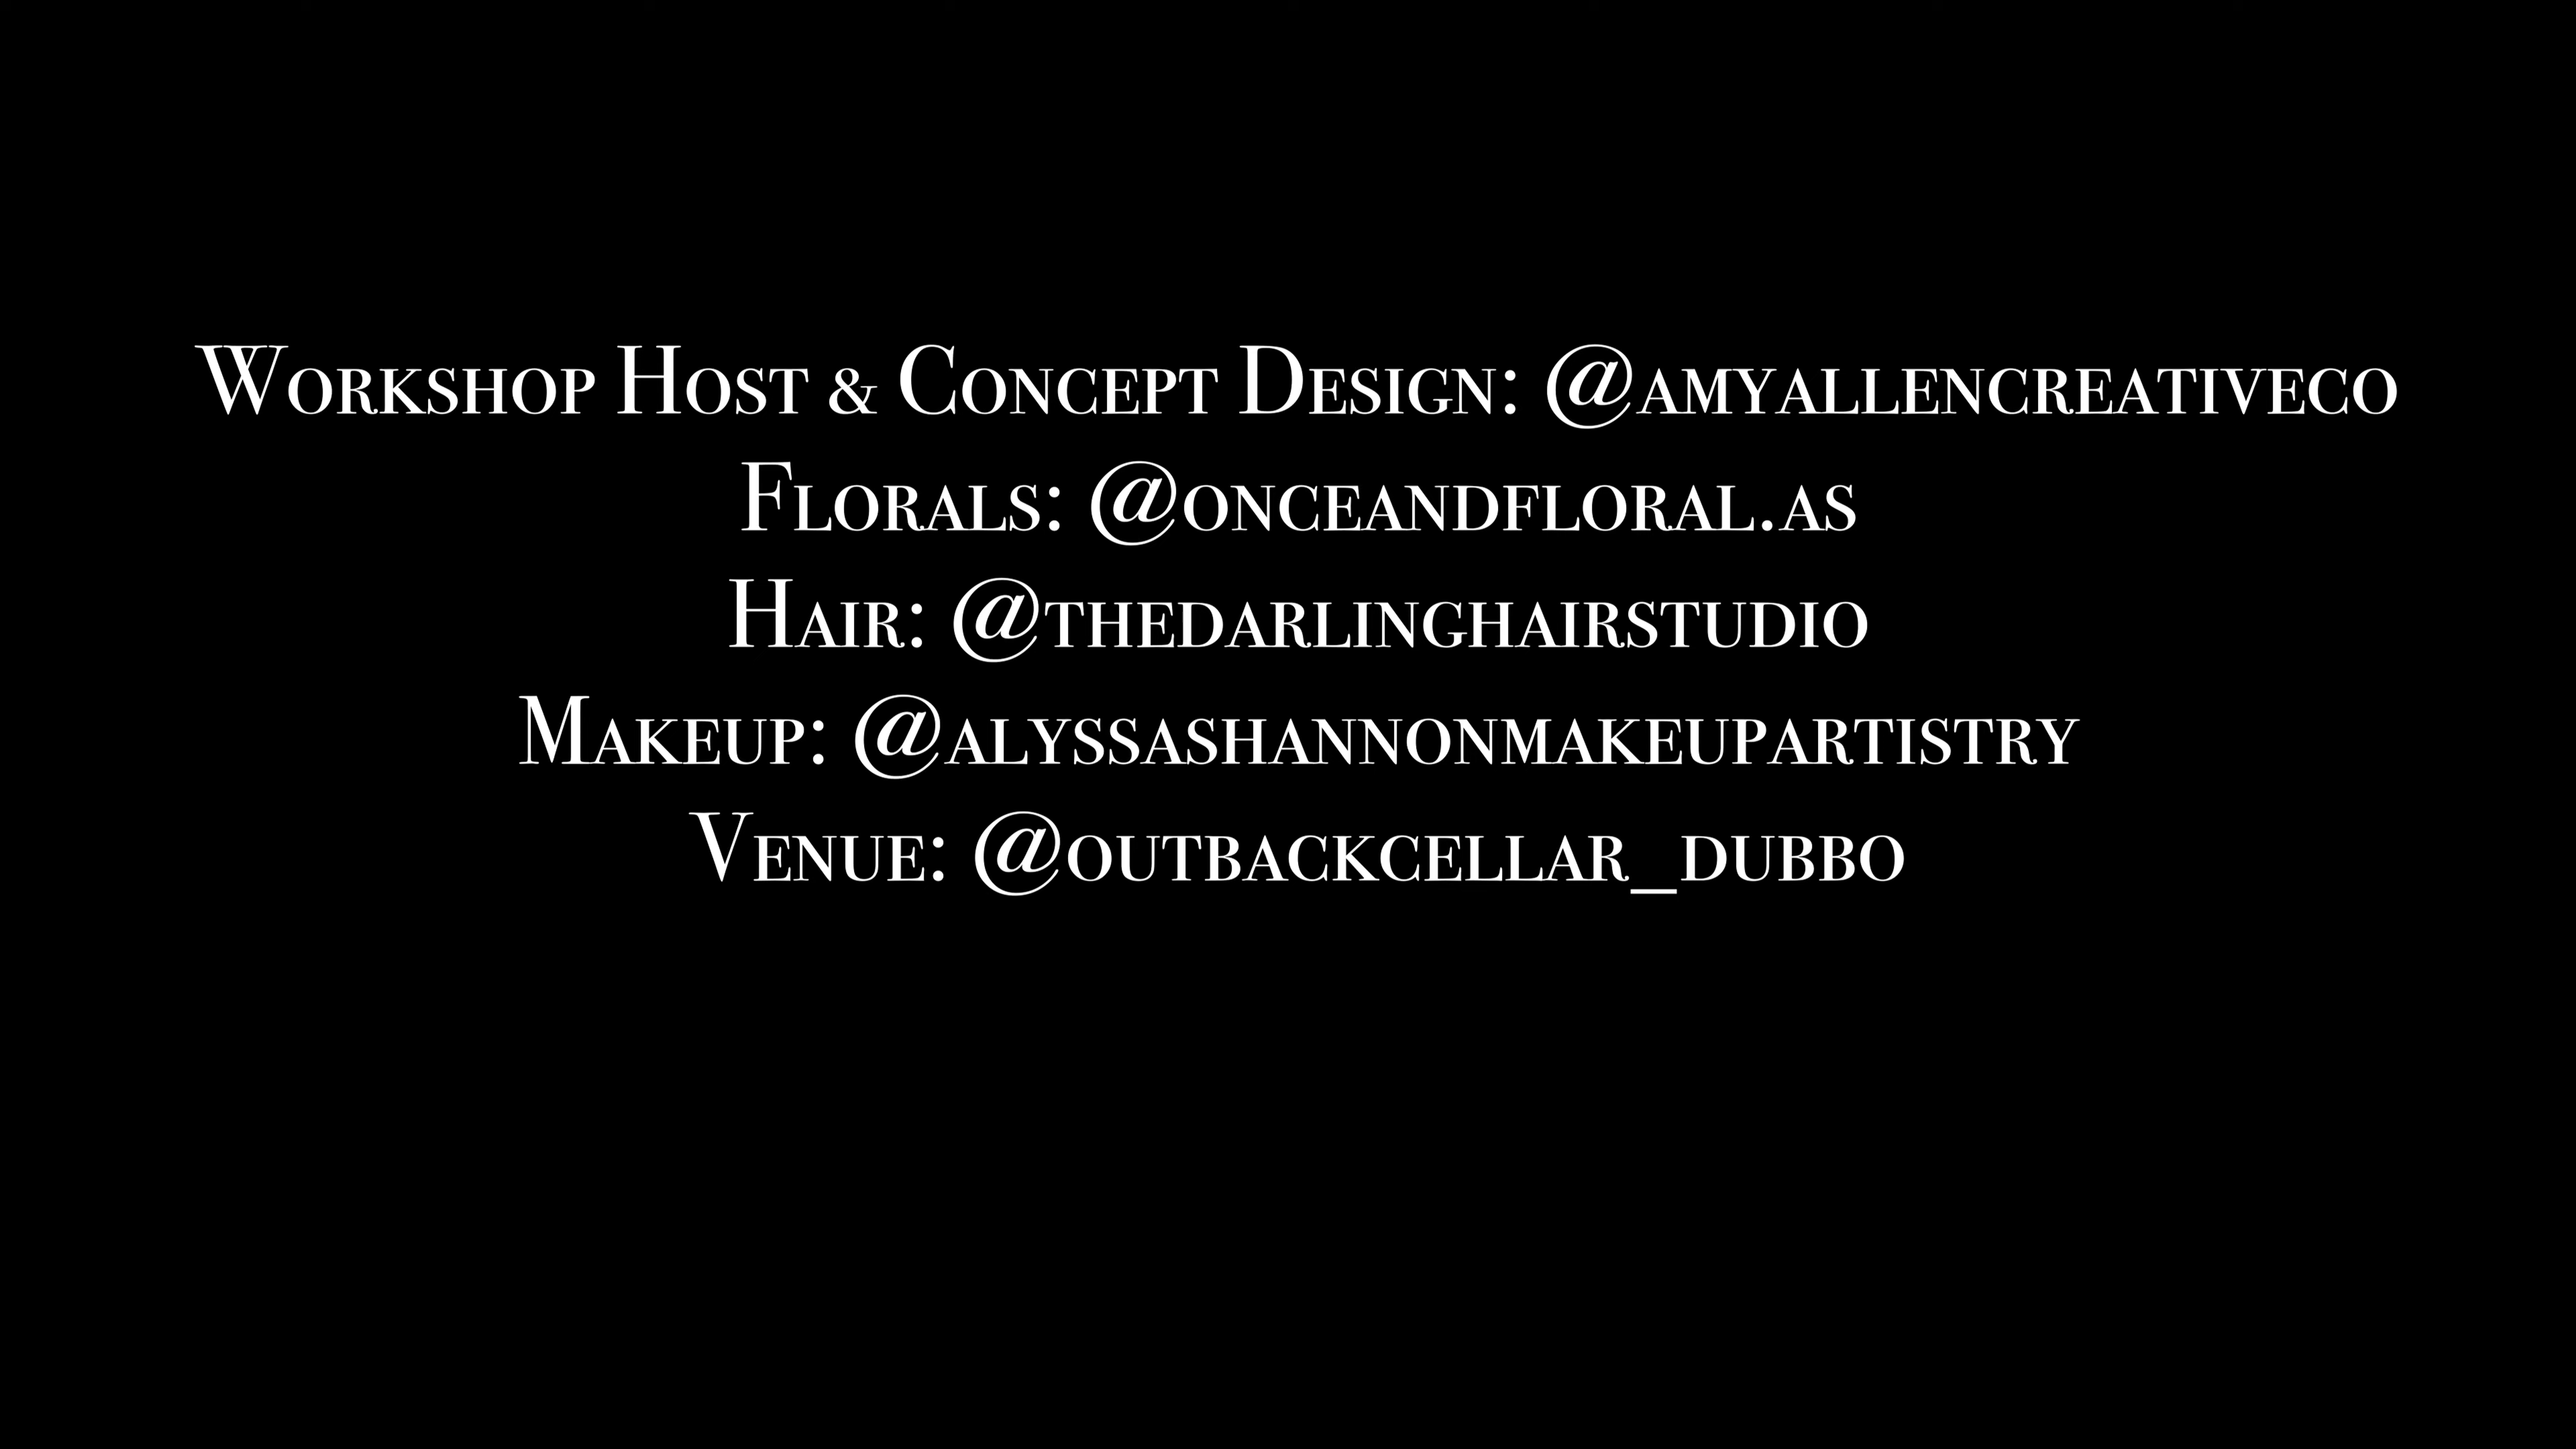 Workshop Host & Concept Design: @amyallencreativeco
Florals: @onceandfloral.as
Hair: @thedarlinghairstudio
Makeup: @alyssashannonmakeupartistry
Venue: @outbackcellar_dubbo